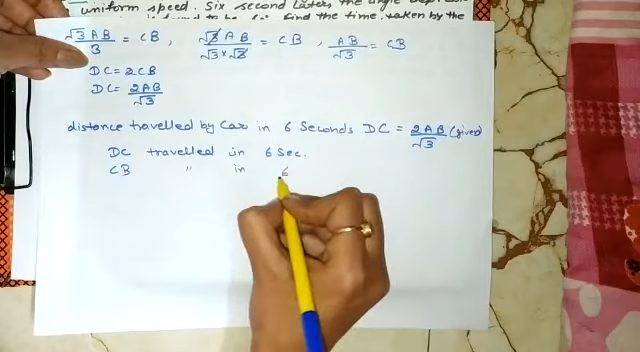 uniform speed. Six second later, the angle
find the time, taken by the
√3 AB/3 = CB, √3 AB/√3 × √3 = CB, AB/√3 = CB
DC = 2CB
DC = 2AB/√3
distance travelled by Car in 6 Seconds DC = 2AB/√3 (given)
DC travelled in 6 Sec.
CB " in 6